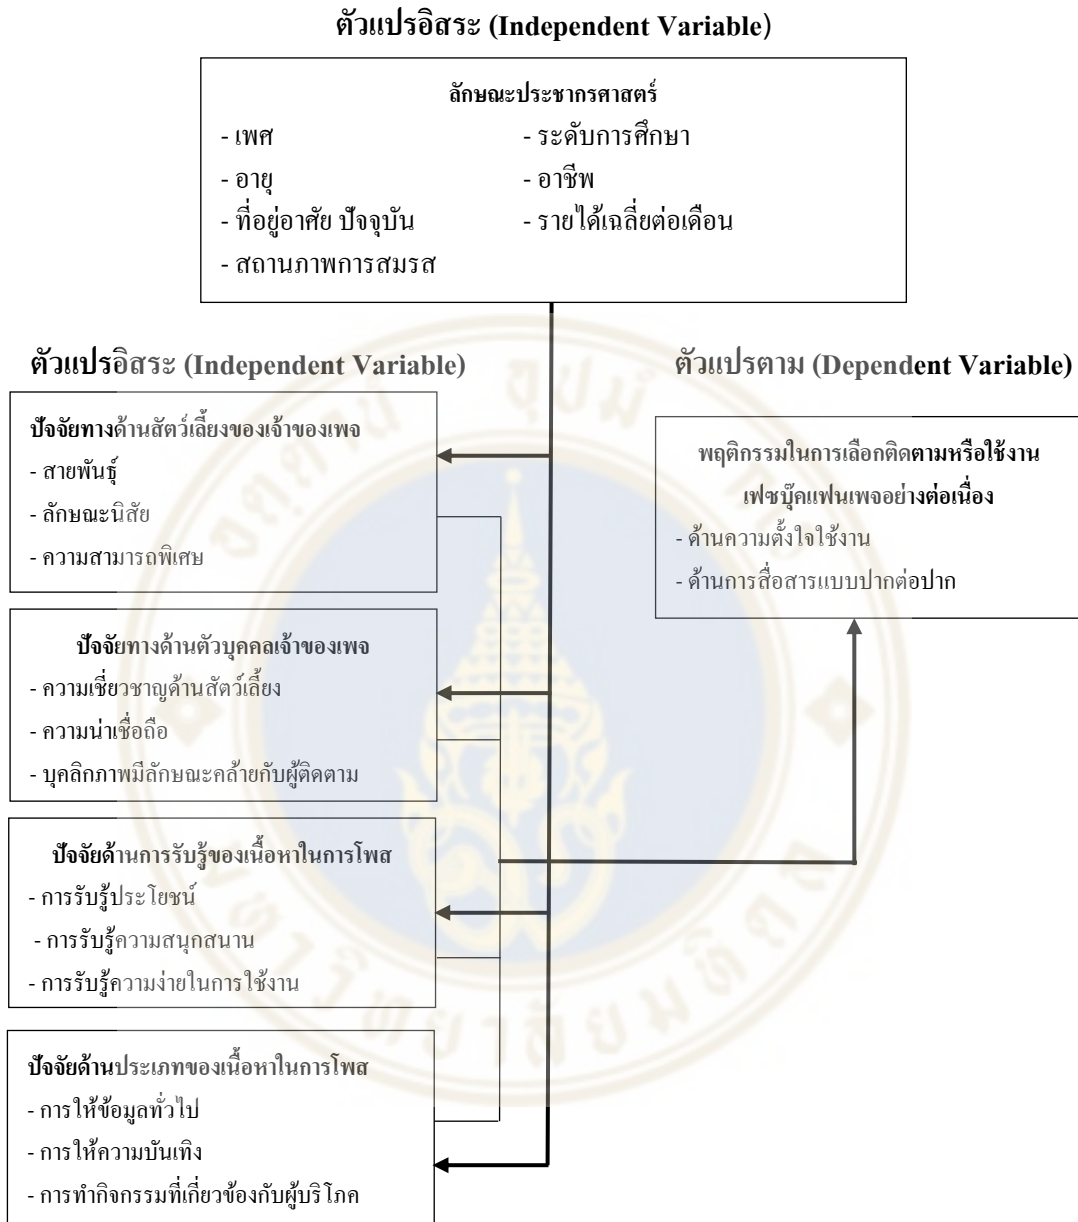 ตัวแปรอิสระ (Independent Variable)
ลักษณะประชากรศาสตร์
- เพศ
- ระดับการศึกษา
- อายุ
- อาชีพ
- ที่อยู่อาศัย ปัจจุบัน
- รายได้เฉลี่ยต่อเดือน
- สถานภาพการสมรส
ตัวแปรอิสระ (Independent Variable)
ปัจจัยทางด้านสัตว์เลี้ยงของเจ้าของเพจ
- สายพันธุ์
- ลักษณะนิสัย
- ความสามารถพิเศษ
ปัจจัยทางด้านตัวบุคคลเจ้าของเพจ
- ความเชี่ยวชาญด้านสัตว์เลี้ยง
- ความน่าเชื่อถือ
- บุคลิกภาพมีลักษณะคล้ายกับผู้ติดตาม
ปัจจัยด้านการรับรู้ของเนื้อหาในการโพส
- การรับรู้ประโยชน์
- การรับรู้ความสนุกสนาน
- การรับรู้ความง่ายในการใช้งาน
ปัจจัยด้านประเภทของเนื้อหาในการโพส
- การให้ข้อมูลทั่วไป
- การให้ความบันเทิง
- การทำกิจกรรมที่เกี่ยวข้องกับผู้บริโภค
ตัวแปรตาม (Dependent Variable)
พฤติกรรมในการเลือกติดตามหรือใช้งาน
เฟซบุ๊คแฟนเพจอย่างต่อเนื่อง
- ด้านความตั้งใจใช้งาน
- ด้านการสื่อสารแบบปากต่อปาก